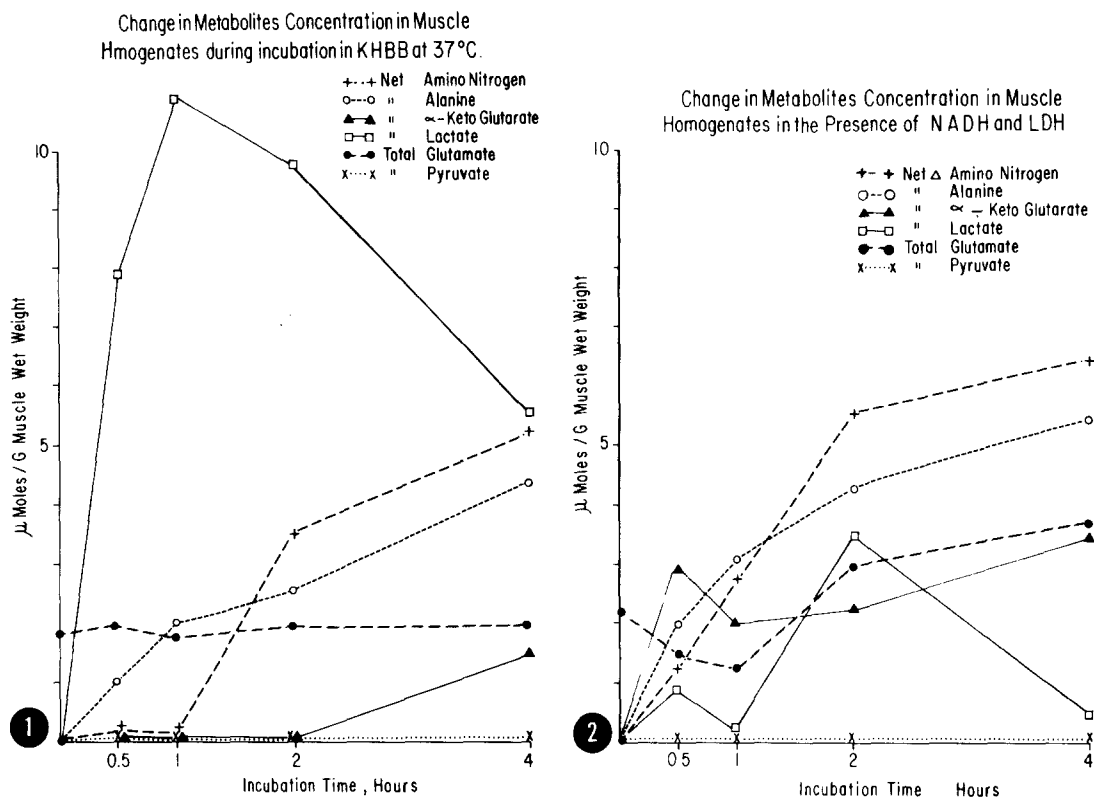 Change in Metabolites Concentration in Muscle
Hmogenates during incubation in KHBB at 37°C.
+--+ Net Amino Nitrogen
o---o " Alanine
▲—▲ " α-Keto Glutarate
□—□ " Lactate
●-● Total Glutamate
x....x " Pyruvate
10
5
μ Moles / G Muscle Wet Weight
0.5
1
2
4
Incubation Time, Hours
1
Change in Metabolites Concentration in Muscle
Homogenates in the Presence of NADH and LDH
+--+ Net Δ Amino Nitrogen
o---o " Alanine
▲—▲ " α-Keto Glutarate
□—□ " Lactate
●--● Total Glutamate
x....x " Pyruvate
10
5
μ Moles / G Muscle Wet Weight
0.5
1
2
4
Incubation Time Hours
2